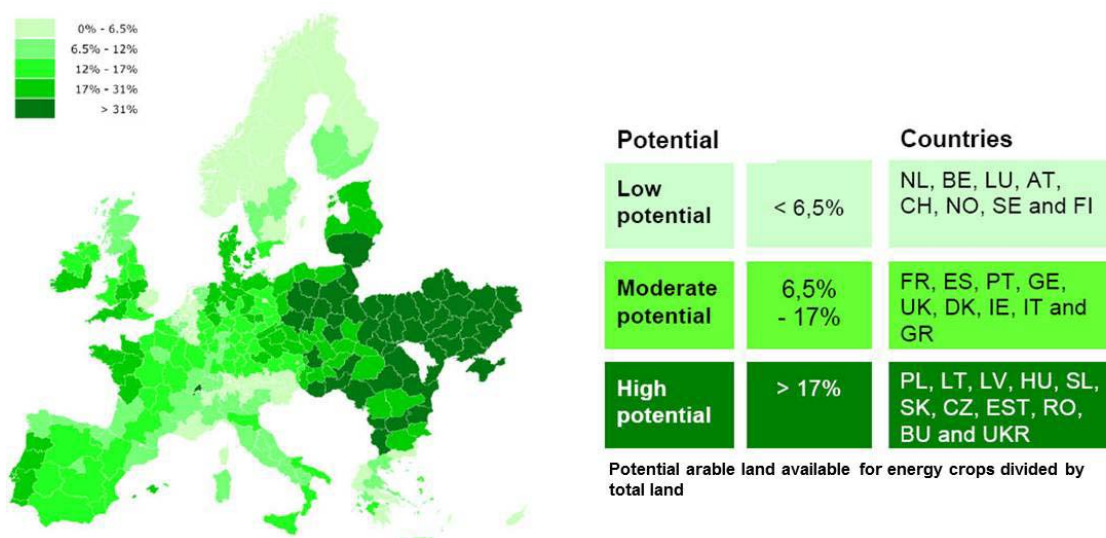 0% - 6.5%
6.5% - 12%
12% - 17%
17% - 31%
> 31%
Potential
Countries
Low
potential
< 6,5%
NL, BE, LU, AT,
CH, NO, SE and FI
Moderate
potential
6,5%
- 17%
FR, ES, PT, GE,
UK, DK, IE, IT and
GR
High
potential
> 17%
PL, LT, LV, HU, SL,
SK, CZ, EST, RO,
BU and UKR
Potential arable land available for energy crops divided by
total land